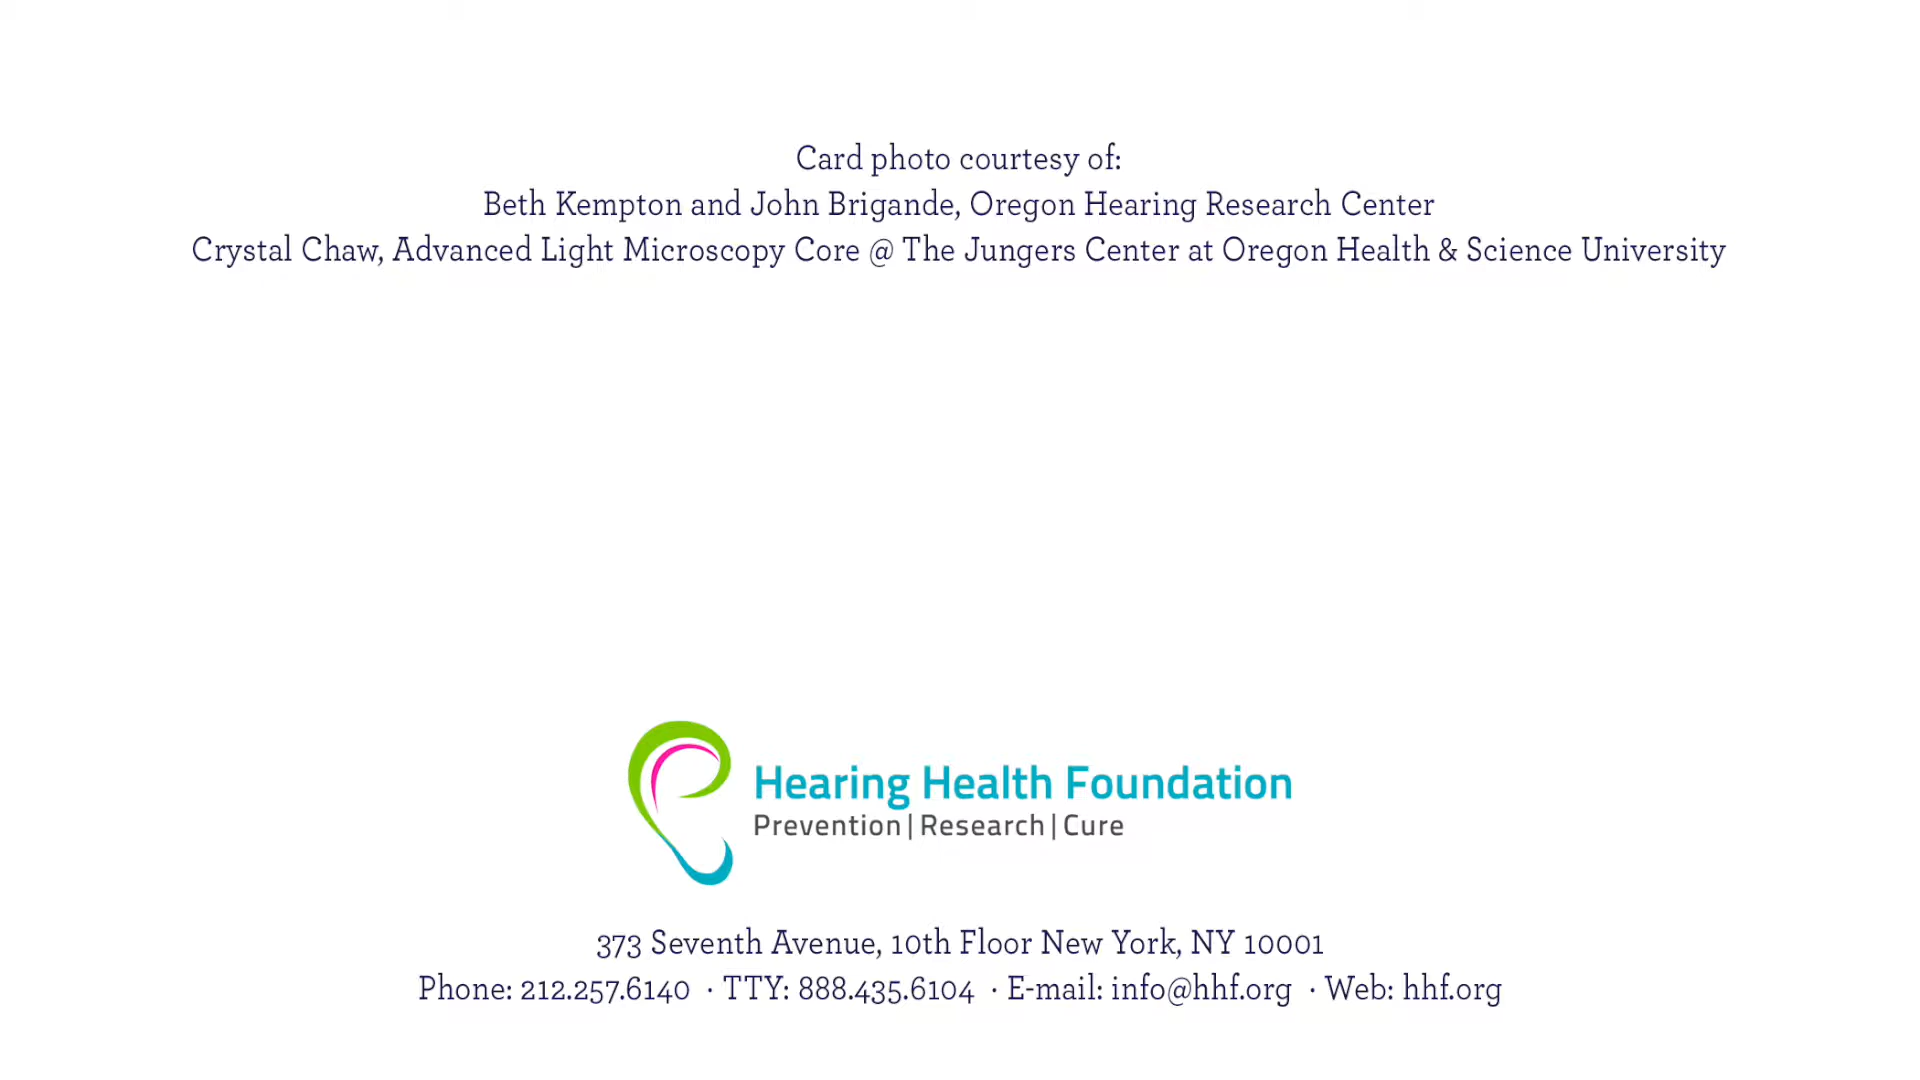 Card photo courtesy of:
Beth Kempton and John Brigande, Oregon Hearing Research Center
Crystal Chaw, Advanced Light Microscopy Core @ The Jungers Center at Oregon Health & Science University
Hearing Health Foundation
Prevention|Research|Cure
373 Seventh Avenue, 10th Floor New York, NY 10001
Phone: 212.257.6140 · TTY: 888.435.6104 · E-mail: info@hhf.org · Web: hhf.org